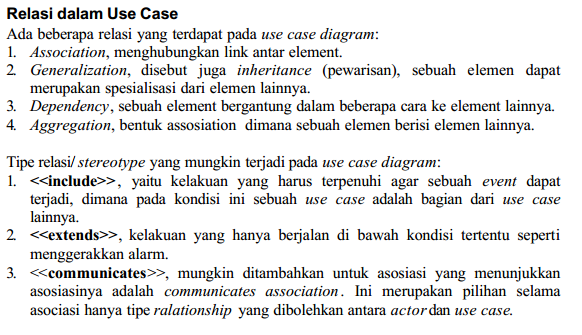 Relasi dalam Use Case
Ada beberapa relasi yang terdapat pada use case diagram:
1. Association, menghubungkan link antar element.
2. Generalization, disebut juga inheritance (pewarisan), sebuah elemen dapat
merupakan spesialisasi dari elemen lainnya.
3. Dependency, sebuah element bergantung dalam beberapa cara ke element lainnya.
4. Aggregation, bentuk assosiation dimana sebuah elemen berisi elemen lainnya.
Tipe relasi/ stereotype yang mungkin terjadi pada use case diagram:
1. <<include>>, yaitu kelakuan yang harus terpenuhi agar sebuah event dapat
terjadi, dimana pada kondisi ini sebuah use case adalah bagian dari use case
lainnya.
2. <<extends>>, kelakuan yang hanya berjalan di bawah kondisi tertentu seperti
menggerakkan alarm.
3. <<communicates>>, mungkin ditambahkan untuk asosiasi yang menunjukkan
asosiasinya adalah communicates association. Ini merupakan pilihan selama
asociasi hanya tipe ralationship yang dibolehkan antara actor dan use case.